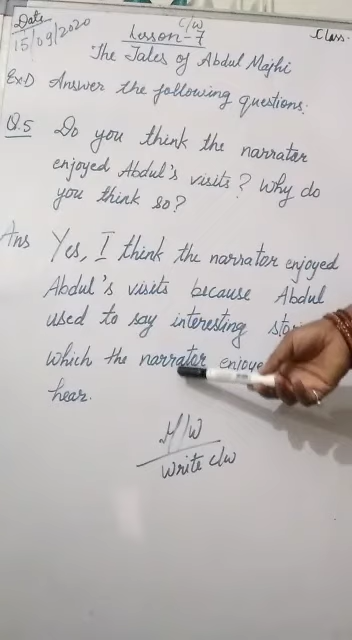 Date
C/W
15/09/2020
Lesson-7
Class-
The Tales of Abdul Majhi
Ex.D Answer the following questions:
Q.5 Do you think the narrator
enjoyed Abdul's visits? Why do
you think so?
Ans Yes, I think the narrator enjoyed
Abdul's visits because Abdul
used to say interesting
which the narrator
hear.
H/W
Write c/w